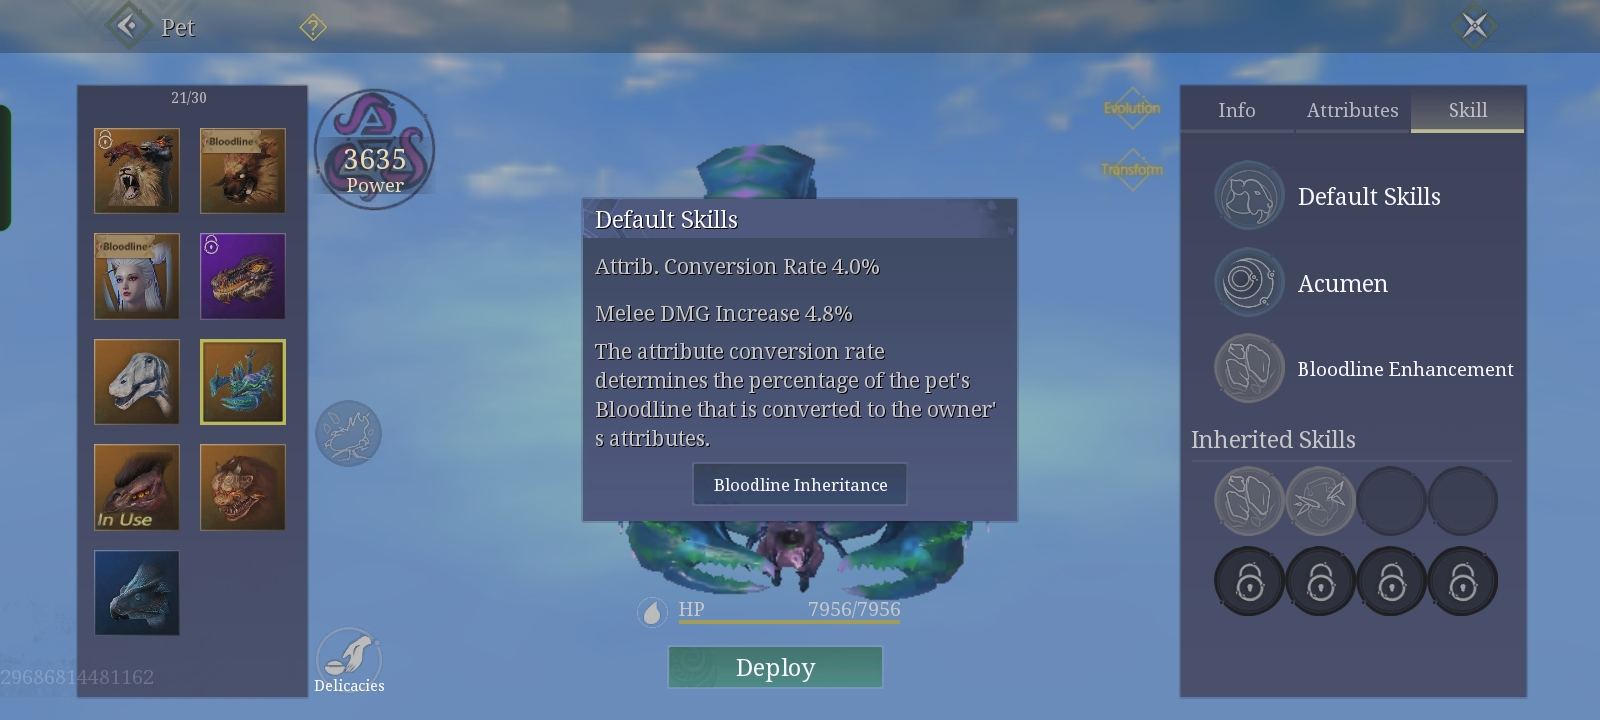 Pet
?
21/30
Bloodline
Bloodline
In Use
3635
Power
Delicacies
Evolution
Transform
Default Skills
Attrib. Conversion Rate 4.0%
Melee DMG Increase 4.8%
The attribute conversion rate
determines the percentage of the pet's
Bloodline that is converted to the owner'
s attributes.
Bloodline Inheritance
HP 7956/7956
Deploy
Info Attributes Skill
Default Skills
Acumen
Bloodline Enhancement
Inherited Skills
29686814481162